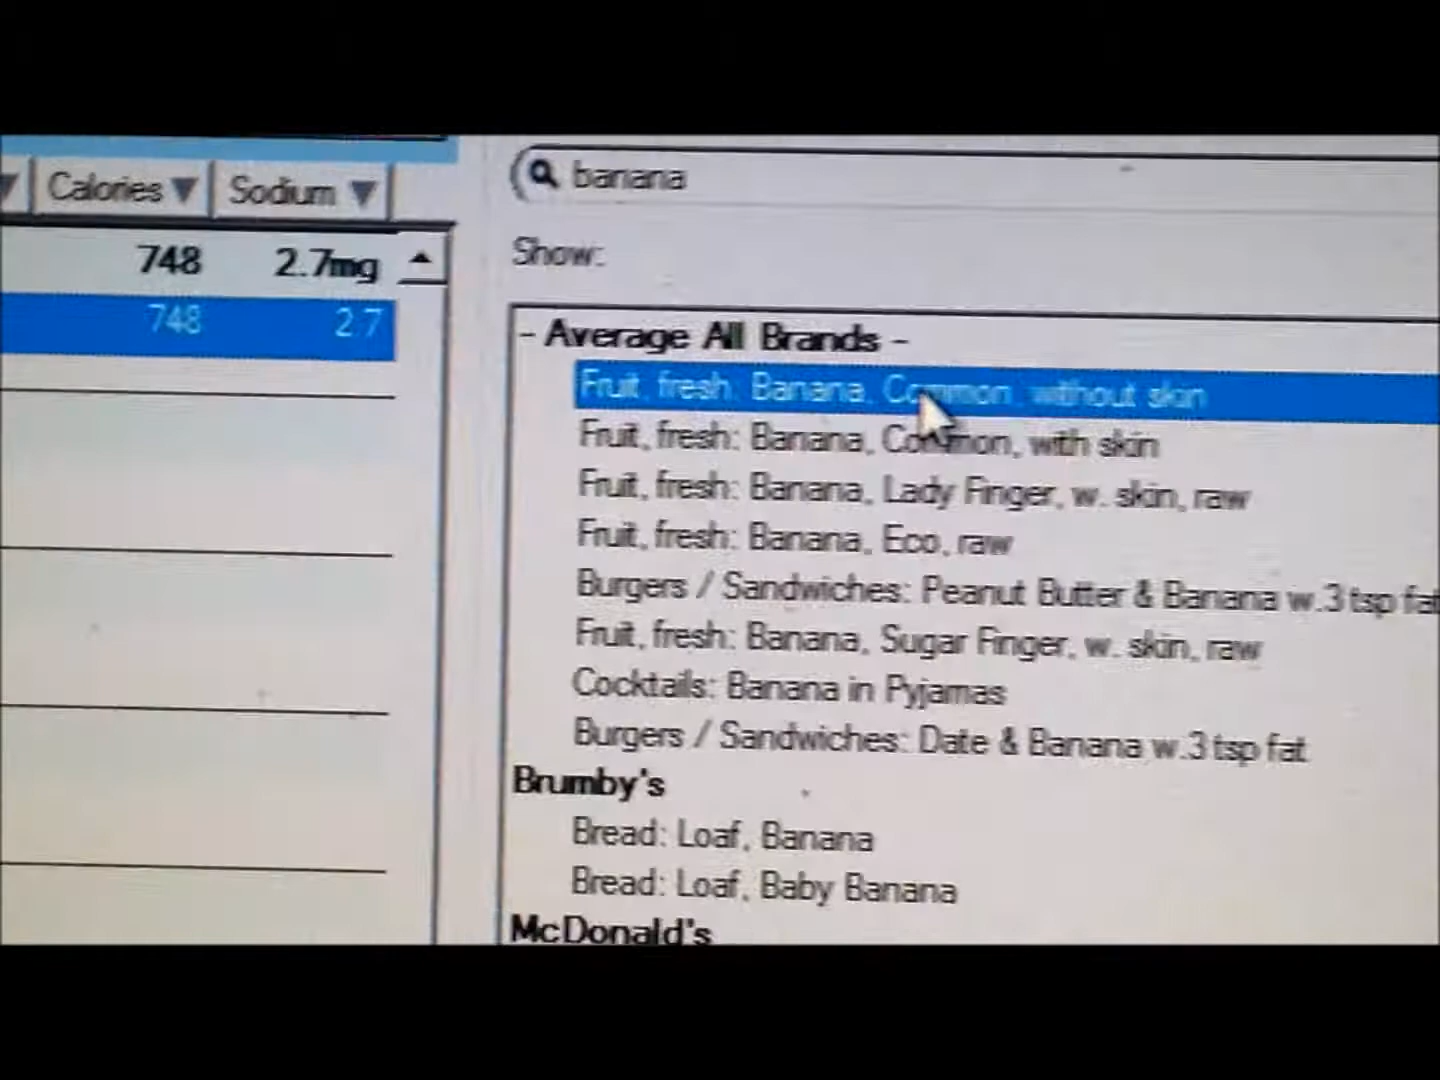 Calories Sodium
748 2.7mg
748 2.7
banana
Show:
- Average All Brands -
Fruit, fresh: Banana, Common, without skin
Fruit, fresh: Banana, Common, with skin
Fruit, fresh: Banana, Lady Finger, w. skin, raw
Fruit, fresh: Banana, Eco, raw
Burgers / Sandwiches: Peanut Butter & Banana w.3 tsp fat
Fruit, fresh: Banana, Sugar Finger, w. skin, raw
Cocktails: Banana in Pyjamas
Burgers / Sandwiches: Date & Banana w.3 tsp fat
Brumby's
Bread: Loaf, Banana
Bread: Loaf, Baby Banana
McDonald's